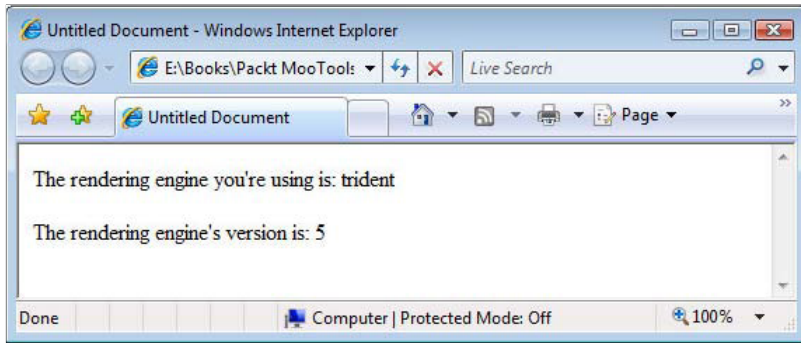 Untitled Document - Windows Internet Explorer
E:\Books\Packt MooTools
Live Search
Untitled Document
Page
The rendering engine you're using is: trident
The rendering engine's version is: 5
Done
Computer | Protected Mode: Off
100%